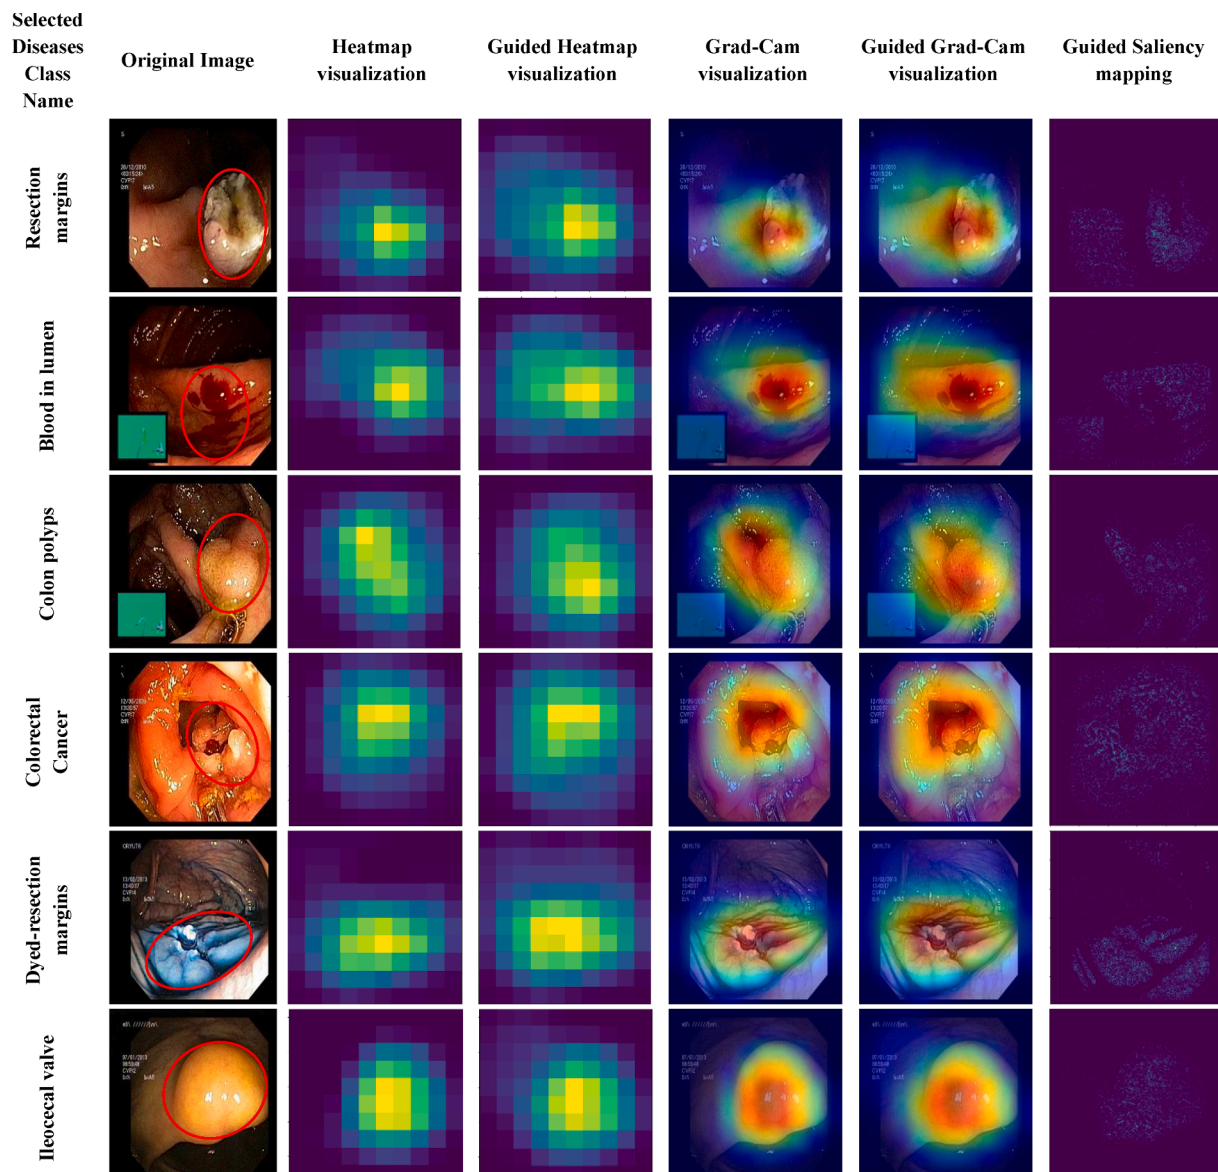 Selected
Diseases
Class
Name
Original Image
Heatmap
visualization
Guided Heatmap
visualization
Grad-Cam
visualization
Guided Grad-Cam
visualization
Guided Saliency
mapping
Resection
margins
Blood in lumen
Colon polyps
Colorectal
Cancer
Dyed-resection
margins
Ileocecal valve